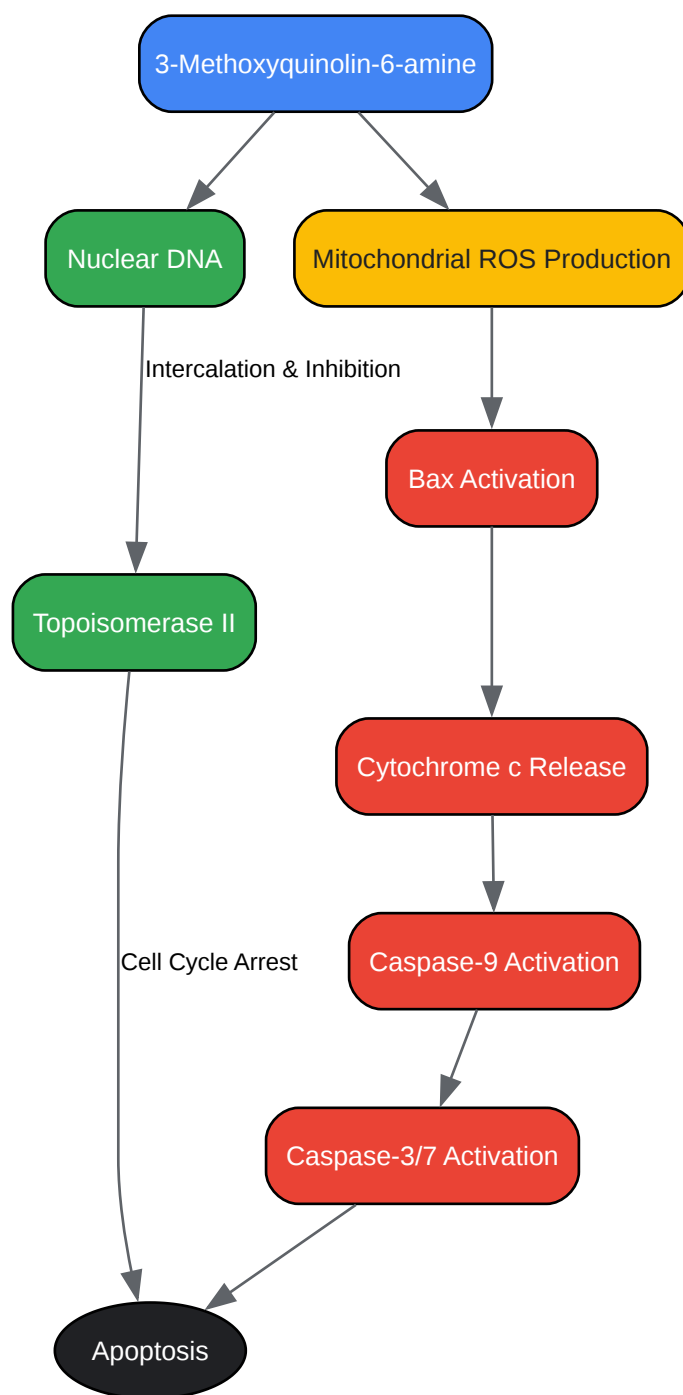 3-Methoxyquinolin-6-amine
Nuclear DNA
Mitochondrial ROS Production
Intercalation & Inhibition
Bax Activation
Topoisomerase II
Cytochrome c Release
Cell Cycle Arrest
Caspase-9 Activation
Caspase-3/7 Activation
Apoptosis